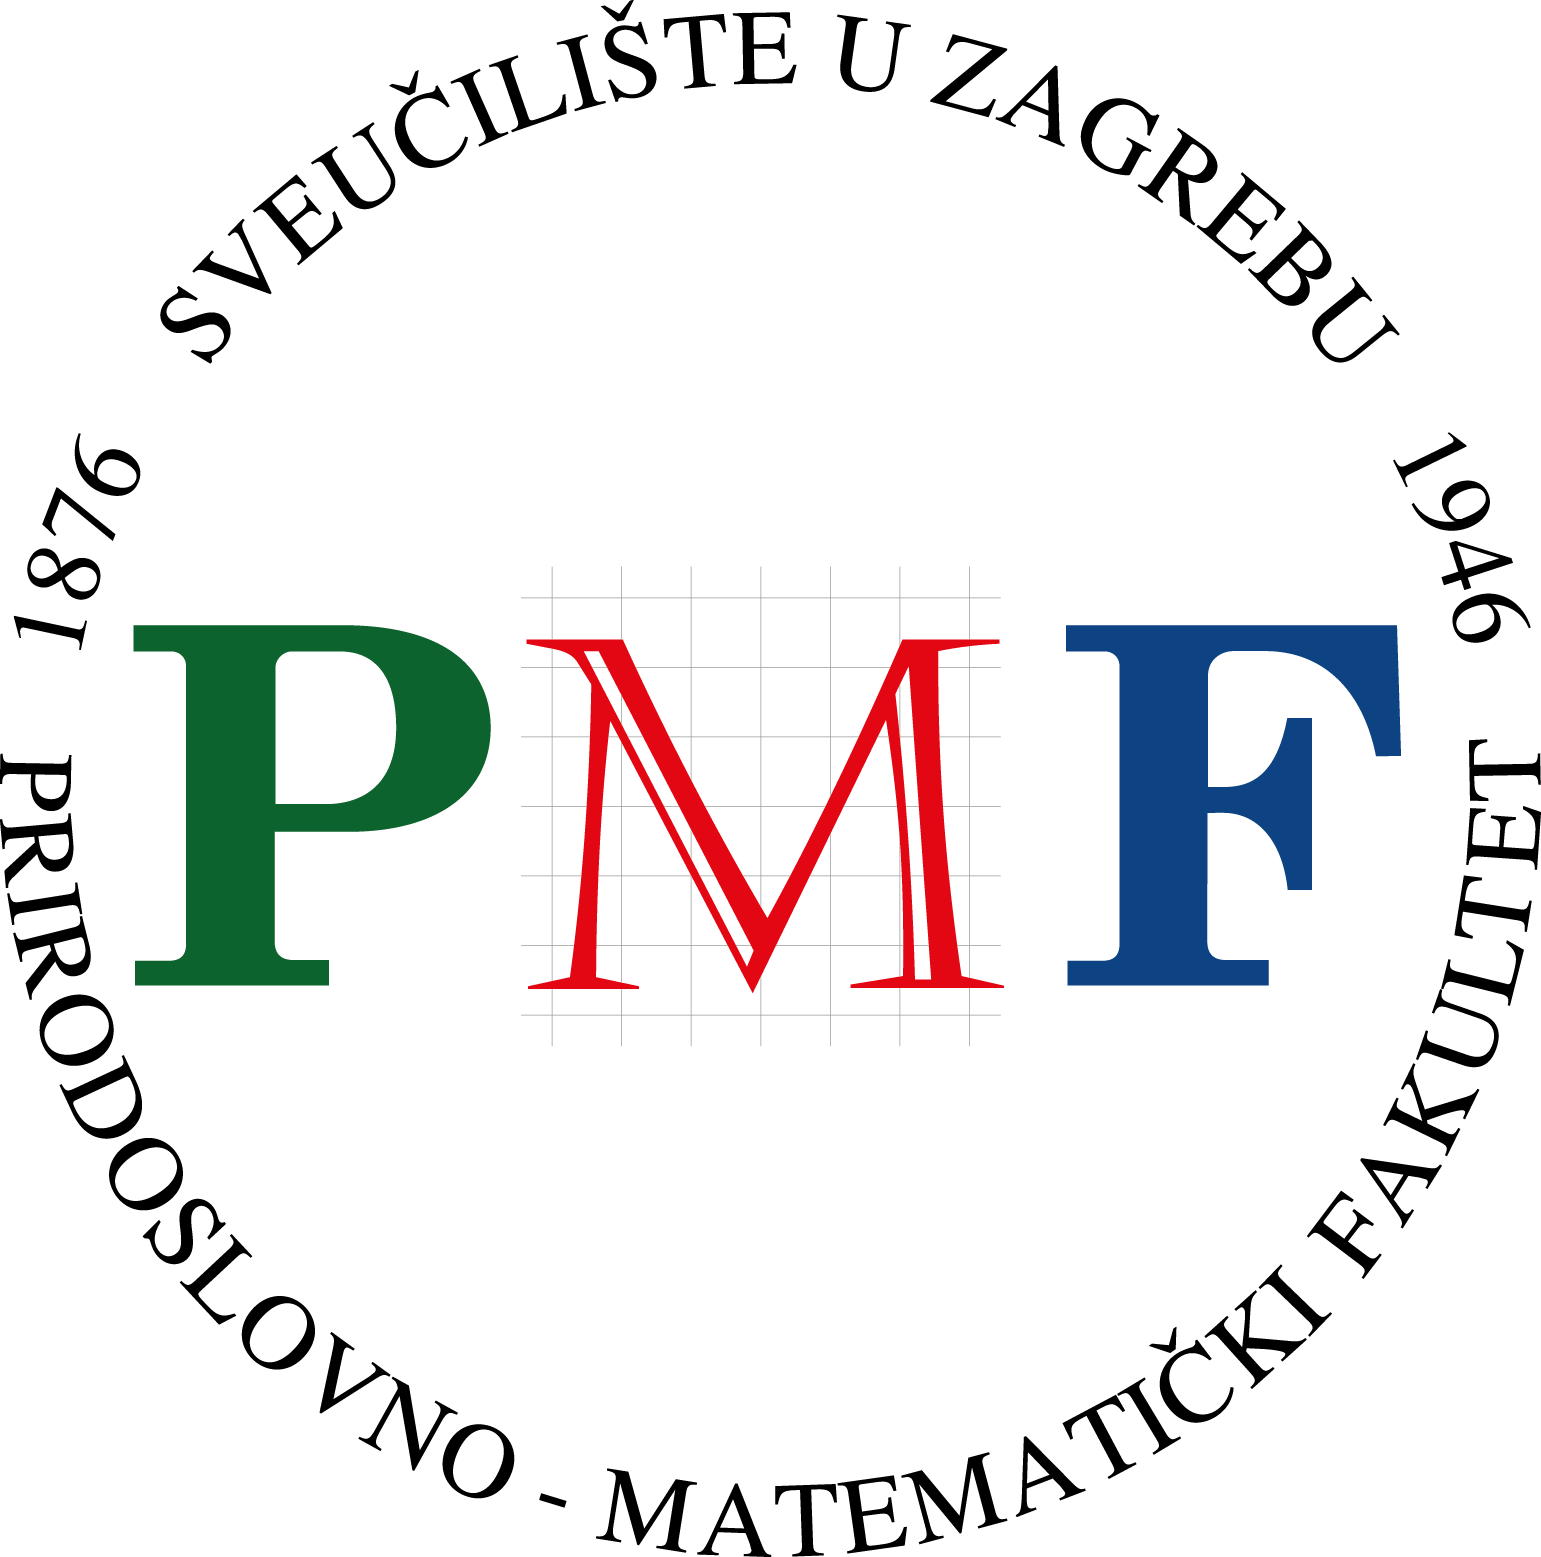 SVEUČILIŠTE U ZAGREBU
1876
1946
PMF
PRIRODOSLOVNO - MATEMATIČKI FAKULTET